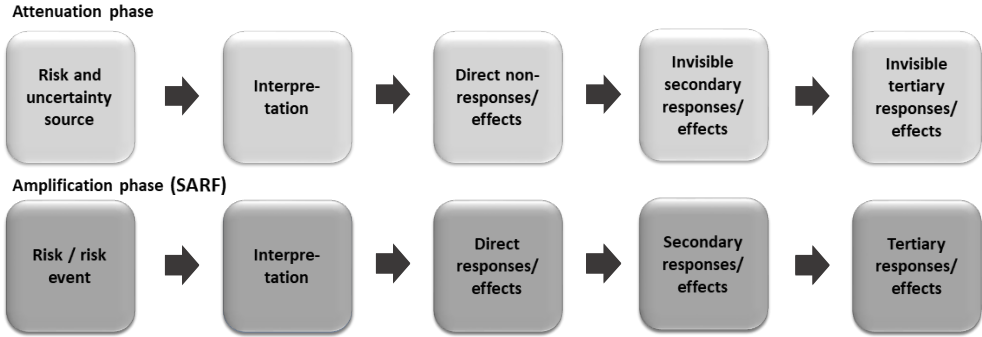 Attenuation phase
Risk and
uncertainty
source
Interpre-
tation
Direct non-
responses/
effects
Invisible
secondary
responses/
effects
Invisible
tertiary
responses/
effects
Amplification phase (SARF)
Risk / risk
event
Interpre-
tation
Direct
responses/
effects
Secondary
responses/
effects
Tertiary
responses/
effects